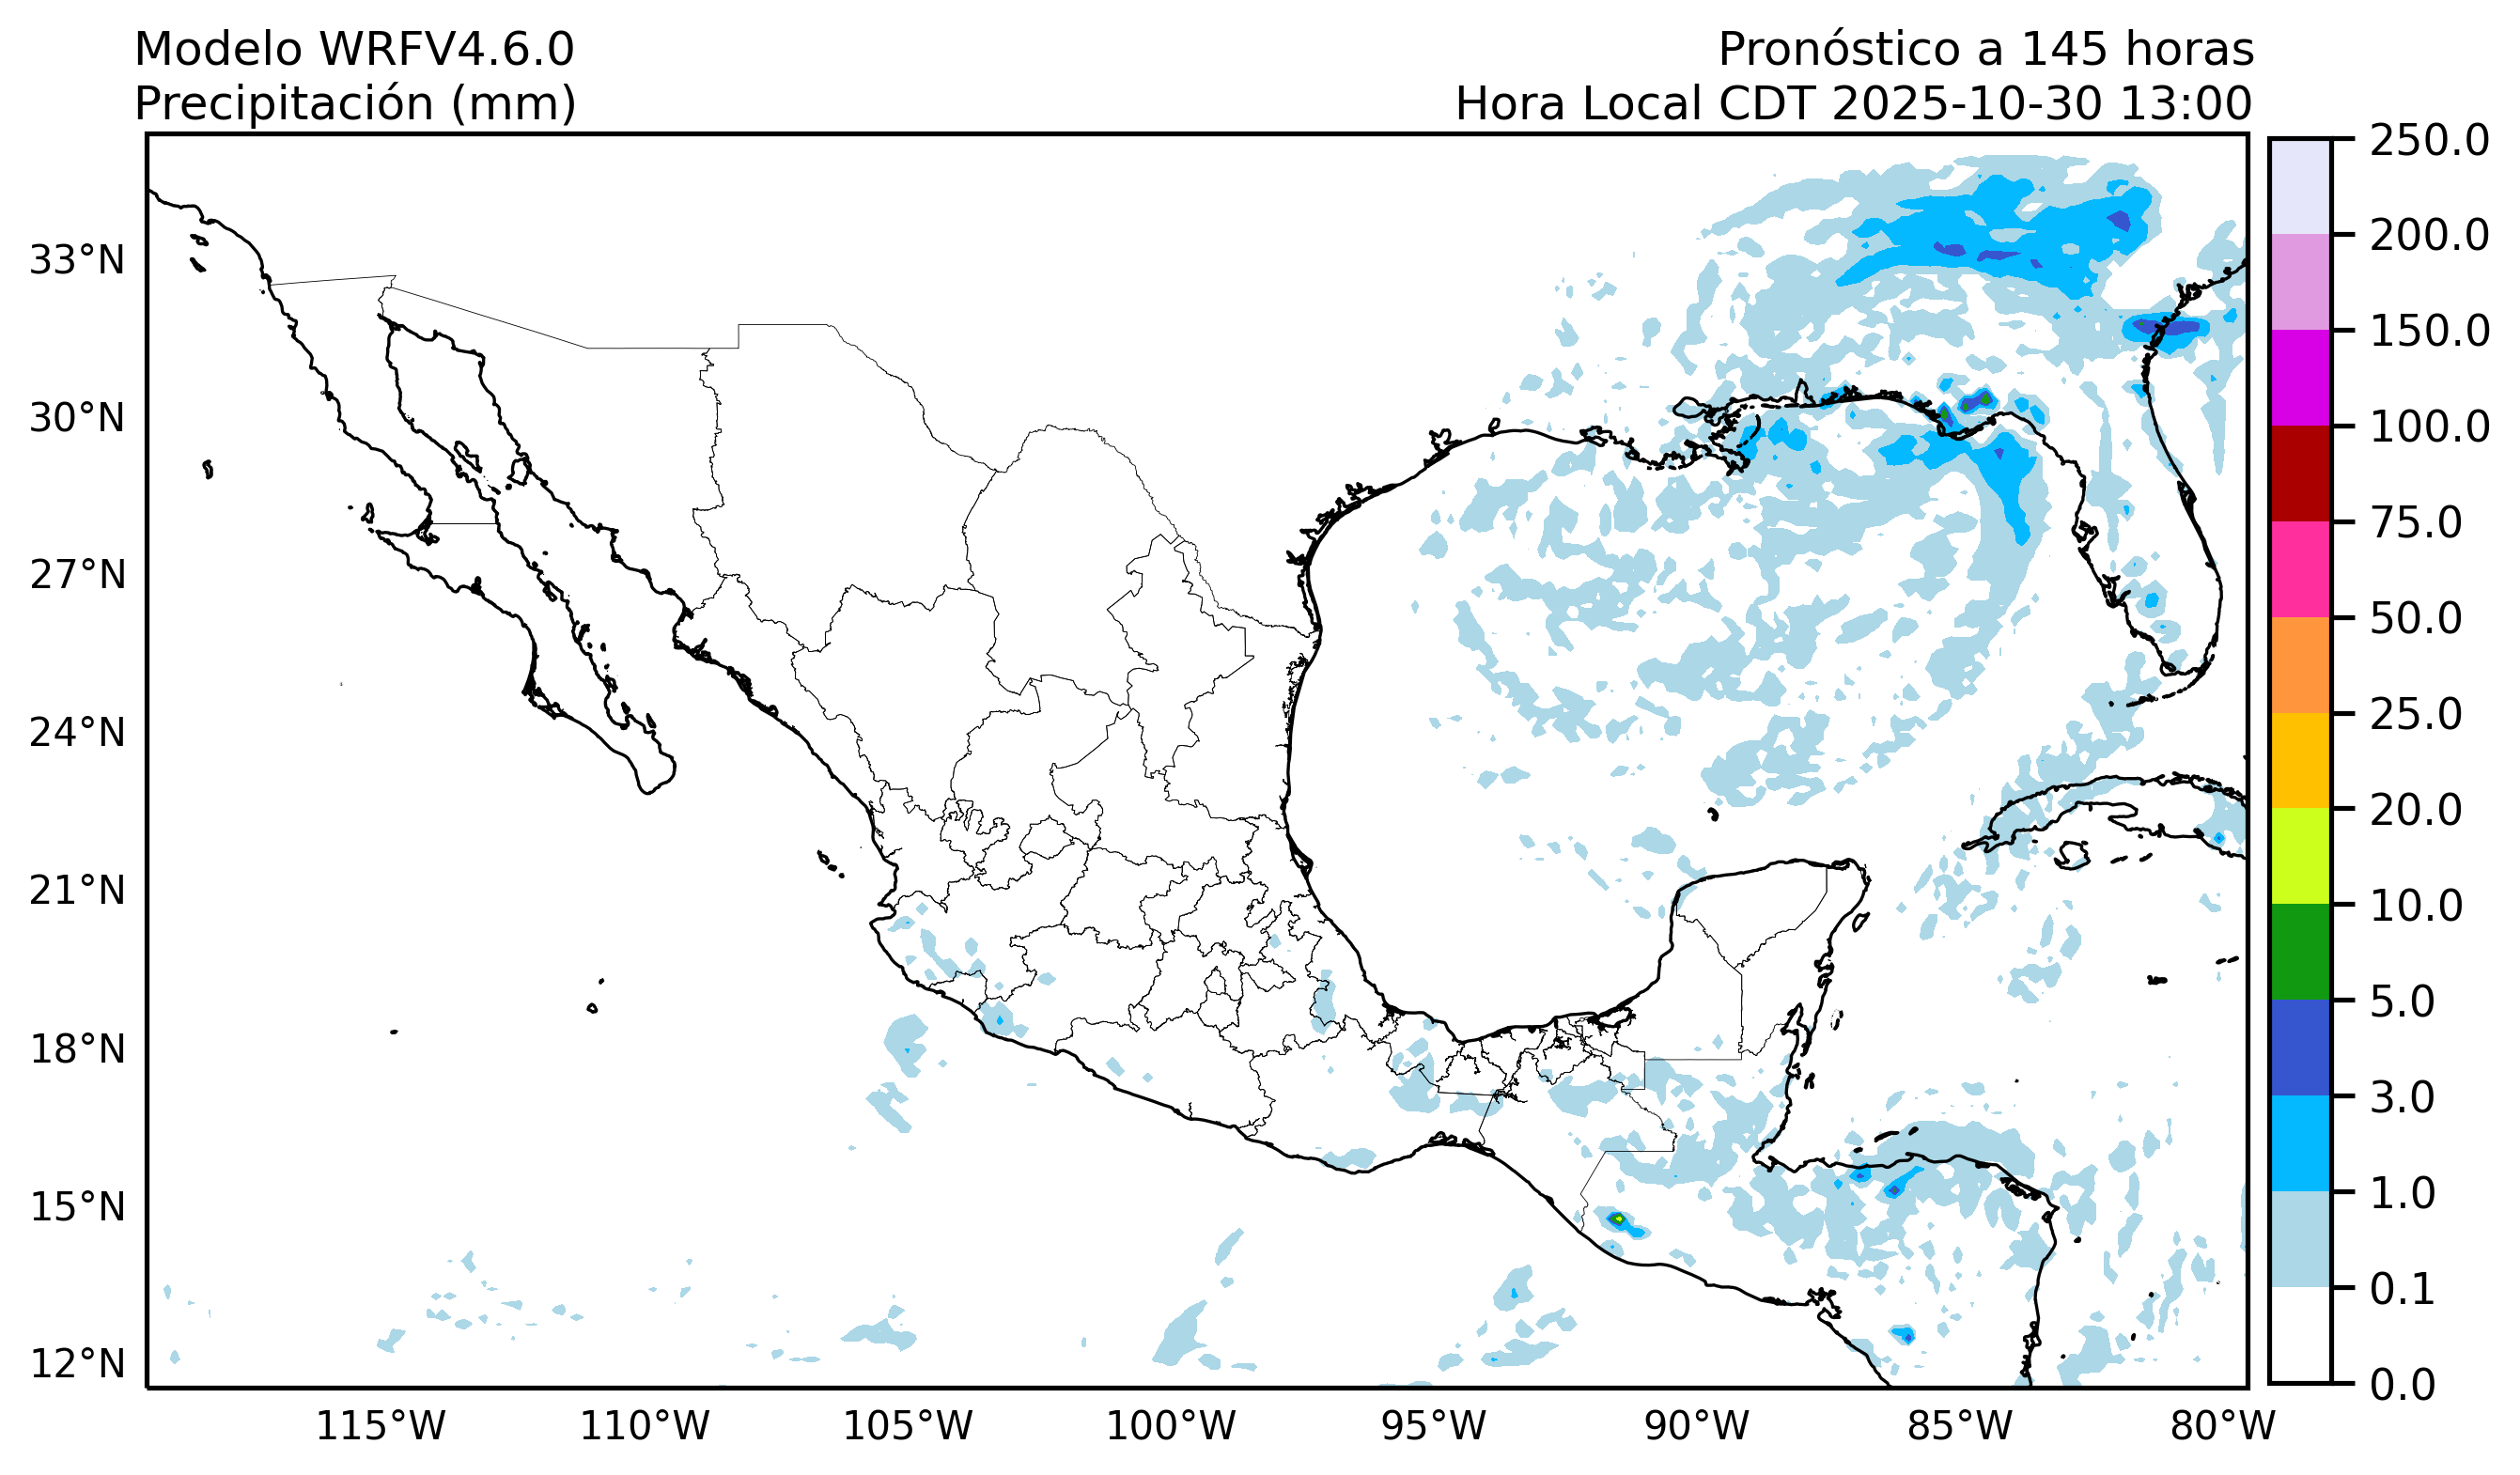 Modelo WRFV4.6.0
Precipitación (mm)
Pronóstico a 145 horas
Hora Local CDT 2025-10-30 13:00
33°N
30°N
27°N
24°N
21°N
18°N
15°N
12°N
115°W
110°W
105°W
100°W
95°W
90°W
85°W
80°W
250.0
200.0
150.0
100.0
75.0
50.0
25.0
20.0
10.0
5.0
3.0
1.0
0.1
0.0